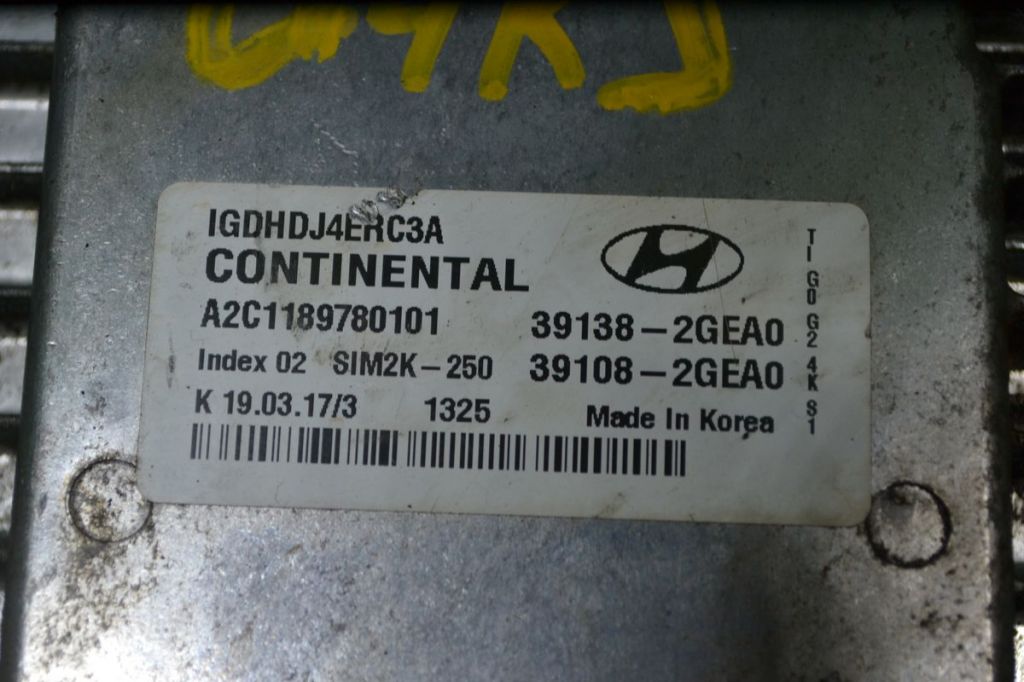 IGDHDJ4ERC3A
CONTINENTAL
A2C1189780101
39138-2GEA0
Index 02 SIM2K-250
39108-2GEA0
K 19.03.17/3 1325 Made In Korea
TI G0 G2 4K S1